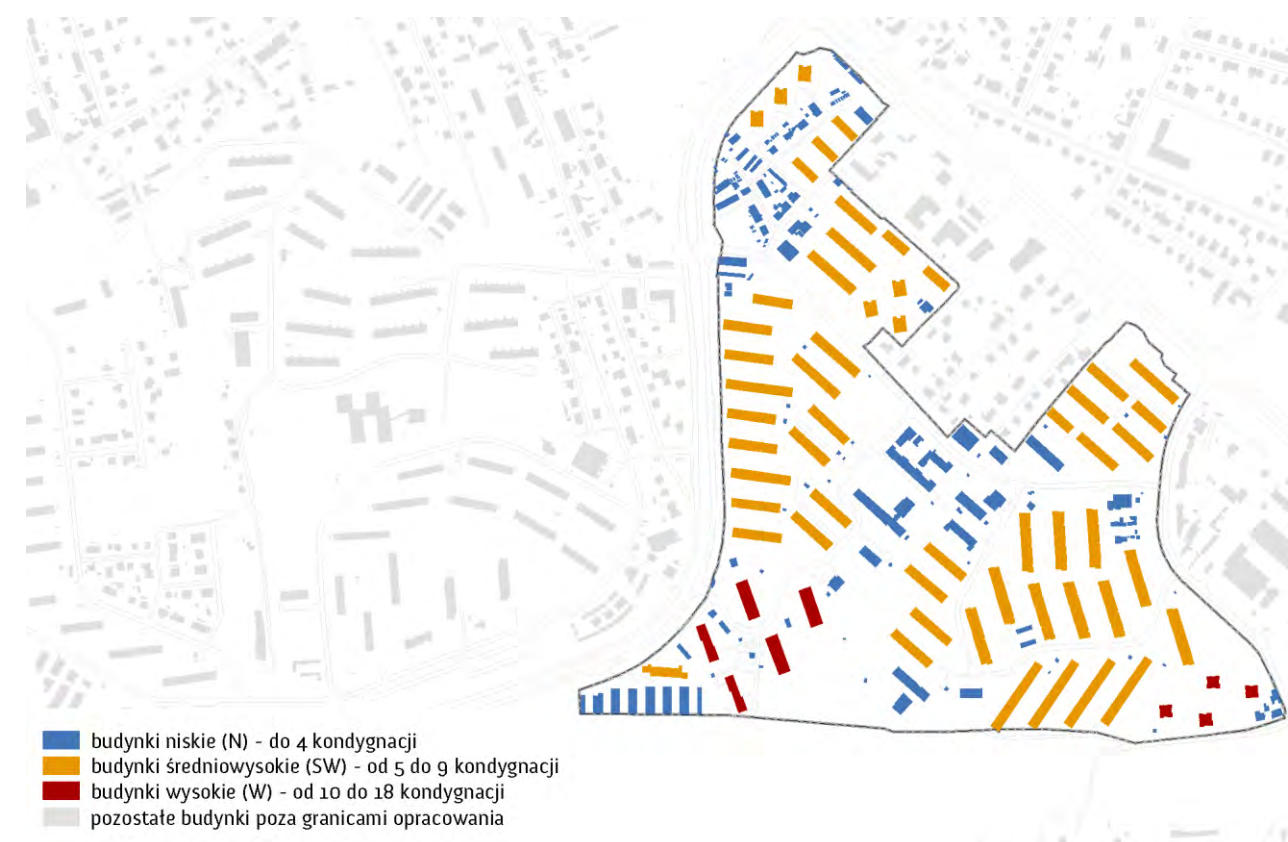 budynki niskie (N) - do 4 kondygnacji
budynki średniowysokie (SW) - od 5 do 9 kondygnacji
budynki wysokie (W) - od 10 do 18 kondygnacji
pozostałe budynki poza granicami opracowania